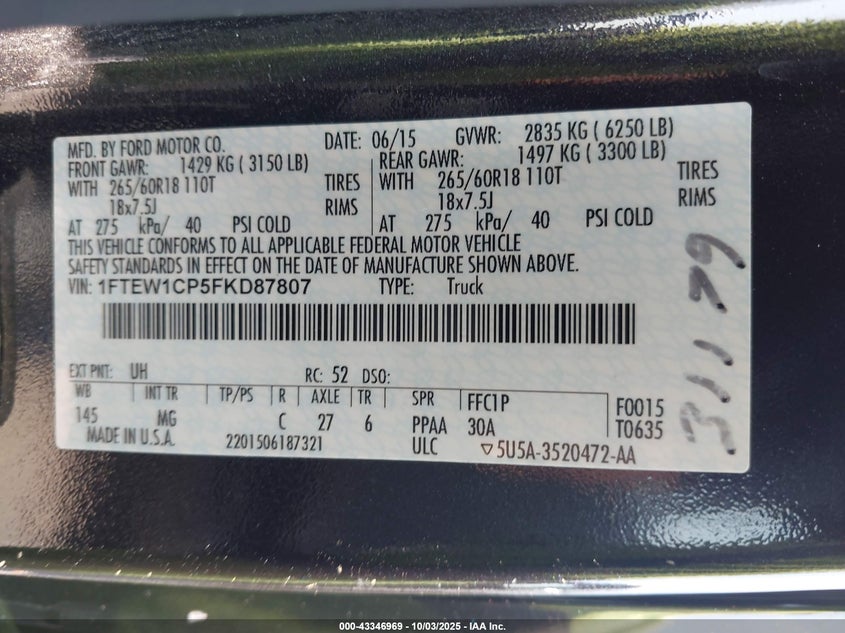 MFD. BY FORD MOTOR CO. DATE: 06/15 GVWR: 2835 KG ( 6250 LB)
FRONT GAWR: 1429 KG ( 3150 LB) REAR GAWR: 1497 KG ( 3300 LB)
WITH 265/60R18 110T TIRES WITH 265/60R18 110T TIRES
18x7.5J RIMS 18x7.5J RIMS
AT 275 kPa/ 40 PSI COLD AT 275 kPa/ 40 PSI COLD
THIS VEHICLE CONFORMS TO ALL APPLICABLE FEDERAL MOTOR VEHICLE
SAFETY STANDARDS IN EFFECT ON THE DATE OF MANUFACTURE SHOWN ABOVE.
VIN: 1FTEW1CP5FKD87807 TYPE: Truck
EXT PNT: UH RC: 52 DSO:
WB INT TR TP/PS R AXLE TR SPR FFC1P F0015
145 MG C 27 6 PPAA 30A T0635
MADE IN U.S.A. 2201506187321 ULC ▽5U5A-3520472-AA
311 79
000-43346969 - 10/03/2025 - IAA Inc.